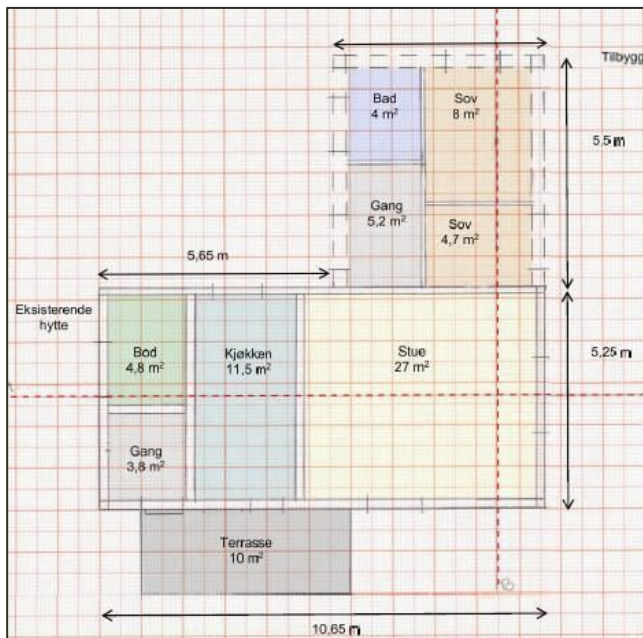 Tilbygg
Bad
4 m²
Sov
8 m²
5,5 m
Gang
5,2 m²
Sov
4,7 m²
5,65 m
Eksisterende
hytte
Bod
4,8 m²
Kjøkken
11,5 m²
Stue
27 m²
5,25 m
Gang
3,8 m²
Terrasse
10 m²
10,65 m